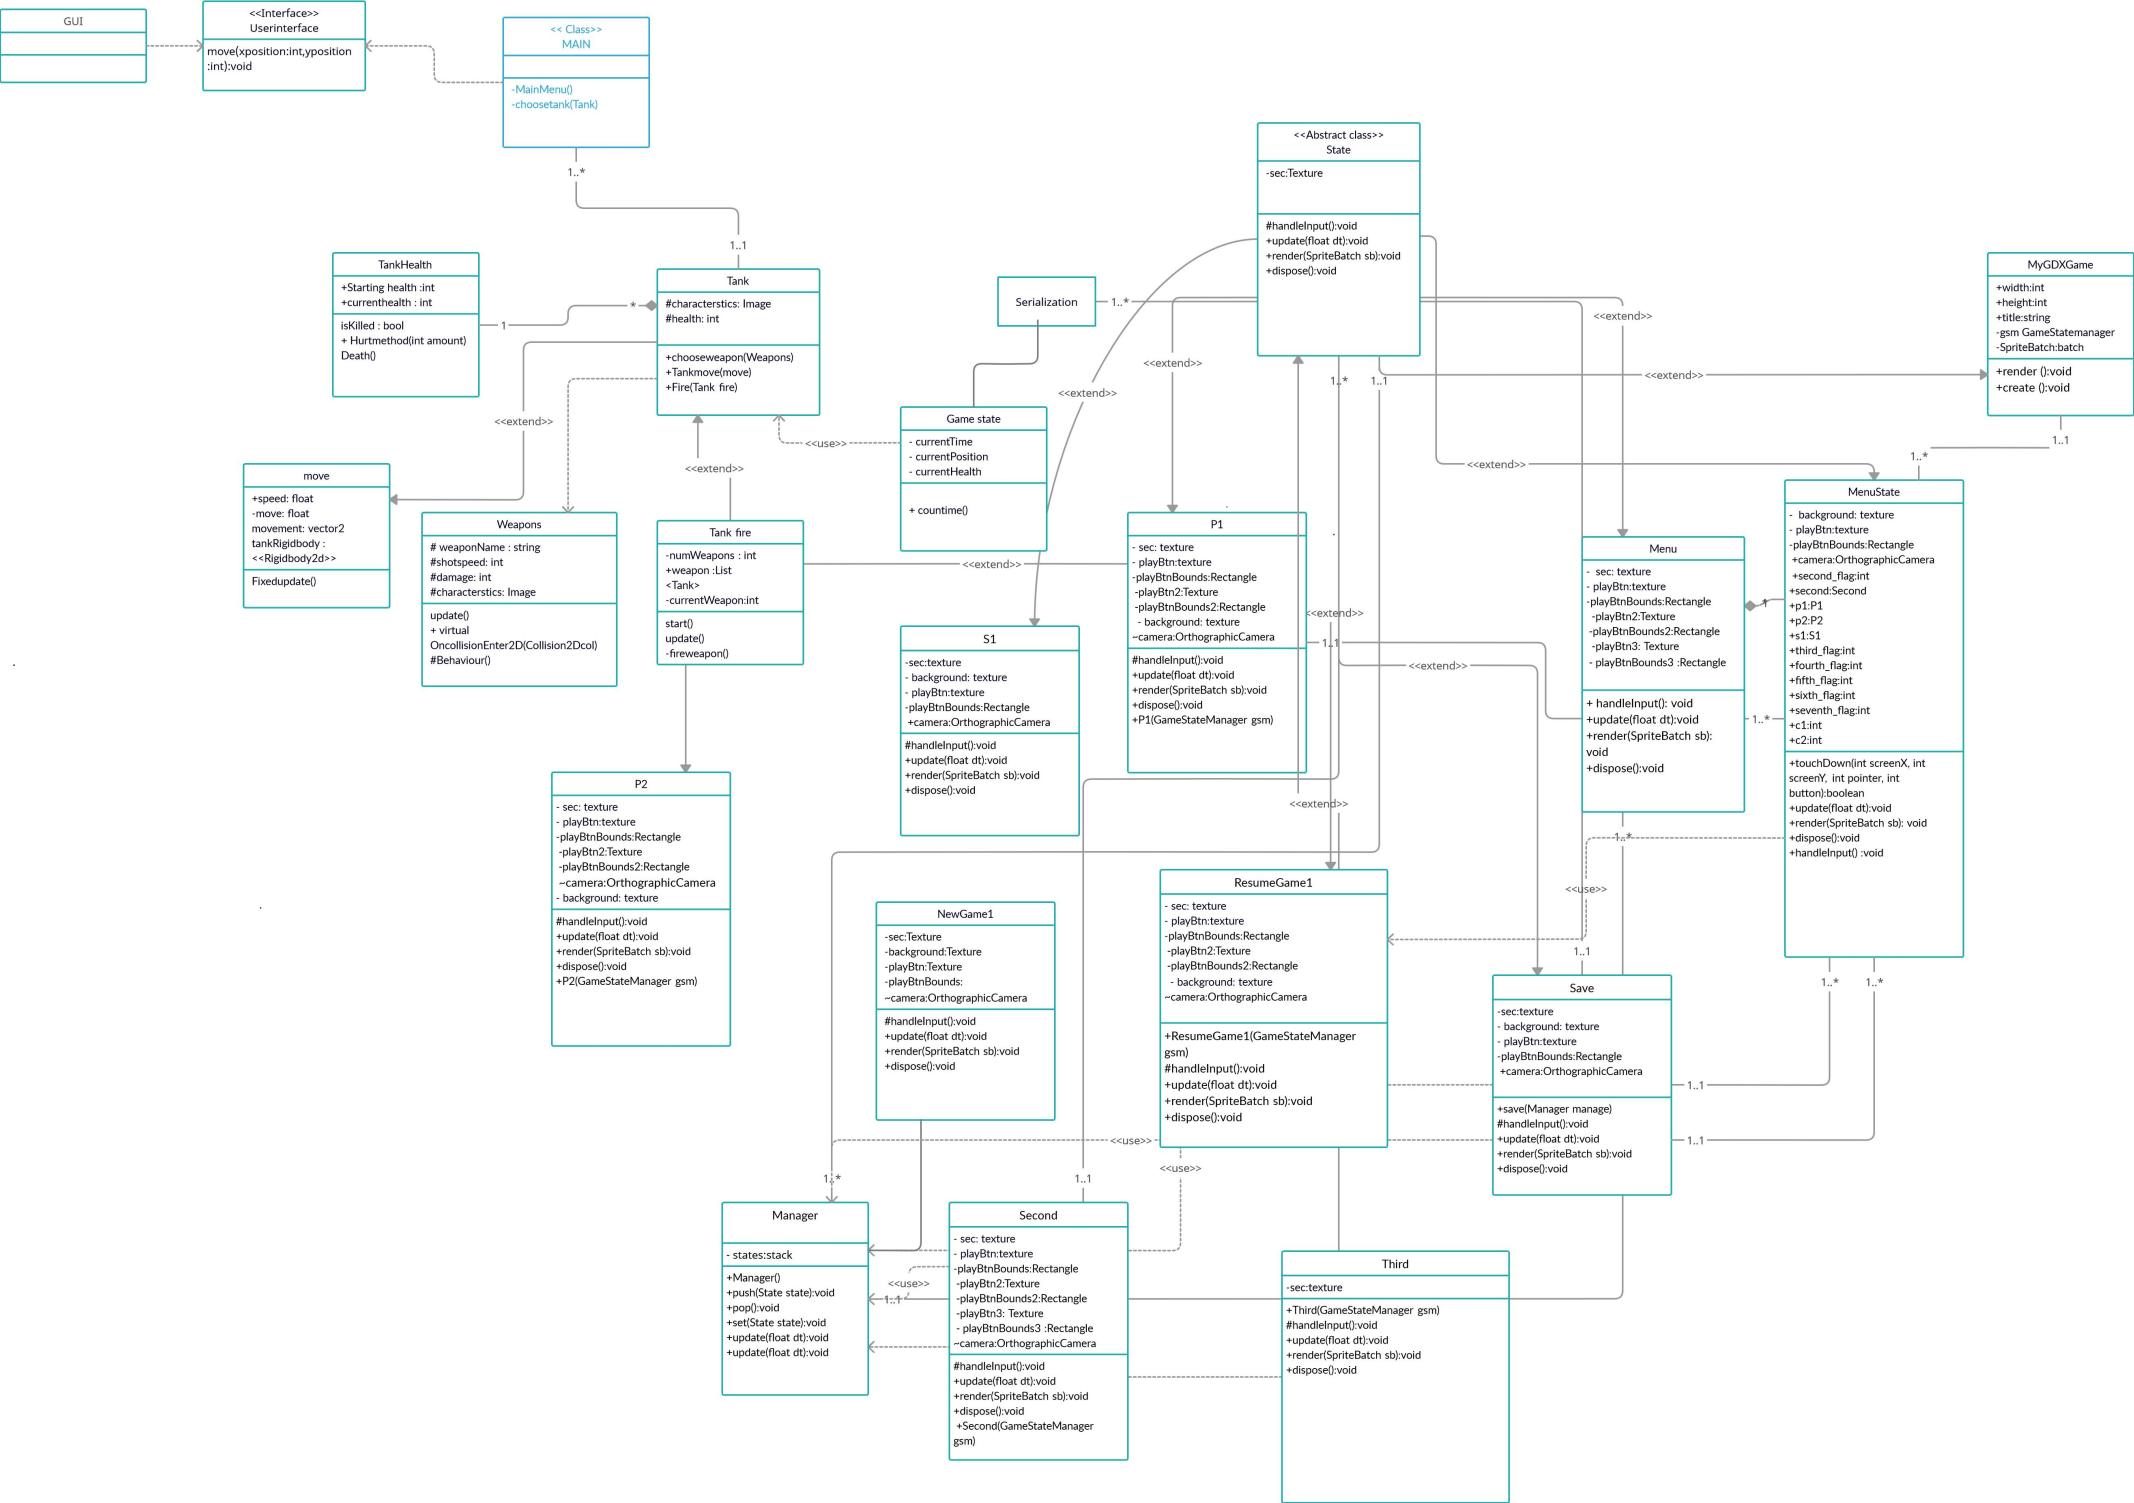 GUI
<<Interface>>
Userinterface
move(xposition:int,yposition
:int):void
<< Class>>
MAIN
-MainMenu()
-choosetank(Tank)
1..*
1..1
TankHealth
+Starting health :int
+currenthealth : int
isKilled : bool
+ Hurtmethod(int amount)
Death()
1
*
Tank
#characterstics: Image
#health: int
+chooseweapon(Weapons)
+Tankmove(move)
+Fire(Tank fire)
<<extend>>
<<extend>>
<<use>>
move
+speed: float
-move: float
movement: vector2
tankRigidbody :
<<Rigidbody2d>>
Fixedupdate()
Weapons
# weaponName : string
#shotspeed: int
#damage: int
#characterstics: Image
update()
+ virtual
OncollisionEnter2D(Collision2Dcol)
#Behaviour()
Tank fire
-numWeapons : int
+weapon :List
<Tank>
-currentWeapon:int
start()
update()
-fireweapon()
<<extend>>
P2
- sec: texture
- playBtn:texture
-playBtnBounds:Rectangle
-playBtn2:Texture
-playBtnBounds2:Rectangle
~camera:OrthographicCamera
- background: texture
#handleInput():void
+update(float dt):void
+render(SpriteBatch sb):void
+dispose():void
+P2(GameStateManager gsm)
Serialization
1..*
Game state
- currentTime
- currentPosition
- currentHealth
+ countime()
<<Abstract class>>
State
-sec:Texture
#handleInput():void
+update(float dt):void
+render(SpriteBatch sb):void
+dispose():void
<<extend>>
<<extend>>
1..*
1..1
<<extend>>
<<extend>>
<<extend>>
MyGDXGame
+width:int
+height:int
+title:string
-gsm GameStatemanager
-SpriteBatch:batch
+render ():void
+create ():void
1..1
1..*
S1
-sec:texture
- background: texture
- playBtn:texture
-playBtnBounds:Rectangle
+camera:OrthographicCamera
#handleInput():void
+update(float dt):void
+render(SpriteBatch sb):void
+dispose():void
P1
- sec: texture
- playBtn:texture
-playBtnBounds:Rectangle
-playBtn2:Texture
-playBtnBounds2:Rectangle
- background: texture
~camera:OrthographicCamera
#handleInput():void
+update(float dt):void
+render(SpriteBatch sb):void
+dispose():void
+P1(GameStateManager gsm)
<<extend>>
1..1
<<extend>>
<<extend>>
Menu
- sec: texture
- playBtn:texture
-playBtnBounds:Rectangle
-playBtn2:Texture
-playBtnBounds2:Rectangle
-playBtn3: Texture
- playBtnBounds3 :Rectangle
+ handleInput(): void
+update(float dt):void
+render(SpriteBatch sb):
void
+dispose():void
1
1..*
1..*
<<use>>
1..1
MenuState
- background: texture
- playBtn:texture
-playBtnBounds:Rectangle
+camera:OrthographicCamera
+second_flag:int
+second:Second
+p1:P1
+p2:P2
+s1:S1
+third_flag:int
+fourth_flag:int
+fifth_flag:int
+sixth_flag:int
+seventh_flag:int
+c1:int
+c2:int
+touchDown(int screenX, int
screenY, int pointer, int
button):boolean
+update(float dt):void
+render(SpriteBatch sb): void
+dispose():void
+handleInput() :void
1..*
1..*
NewGame1
-sec:Texture
-background:Texture
-playBtn:Texture
-playBtnBounds:
~camera:OrthographicCamera
#handleInput():void
+update(float dt):void
+render(SpriteBatch sb):void
+dispose():void
ResumeGame1
- sec: texture
- playBtn:texture
-playBtnBounds:Rectangle
-playBtn2:Texture
-playBtnBounds2:Rectangle
- background: texture
~camera:OrthographicCamera
+ResumeGame1(GameStateManager
gsm)
#handleInput():void
+update(float dt):void
+render(SpriteBatch sb):void
+dispose():void
Save
-sec:texture
- background: texture
- playBtn:texture
-playBtnBounds:Rectangle
+camera:OrthographicCamera
+save(Manager manage)
#handleInput():void
+update(float dt):void
+render(SpriteBatch sb):void
+dispose():void
1..1
1..1
<<use>>
<<use>>
1..*
1..1
Manager
- states:stack
+Manager()
+push(State state):void
+pop():void
+set(State state):void
+update(float dt):void
+update(float dt):void
<<use>>
1..1
Second
- sec: texture
- playBtn:texture
-playBtnBounds:Rectangle
-playBtn2:Texture
-playBtnBounds2:Rectangle
-playBtn3: Texture
- playBtnBounds3 :Rectangle
~camera:OrthographicCamera
#handleInput():void
+update(float dt):void
+render(SpriteBatch sb):void
+dispose():void
+Second(GameStateManager
gsm)
Third
-sec:texture
+Third(GameStateManager gsm)
#handleInput():void
+update(float dt):void
+render(SpriteBatch sb):void
+dispose():void